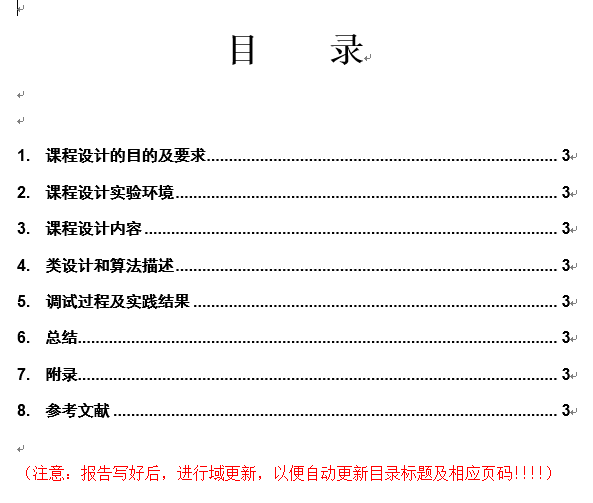 目 录
1. 课程设计的目的及要求 3
2. 课程设计实验环境 3
3. 课程设计内容 3
4. 类设计和算法描述 3
5. 调试过程及实践结果 3
6. 总结 3
7. 附录 3
8. 参考文献 3
（注意：报告写好后，进行域更新，以便自动更新目录标题及相应页码!!!!）